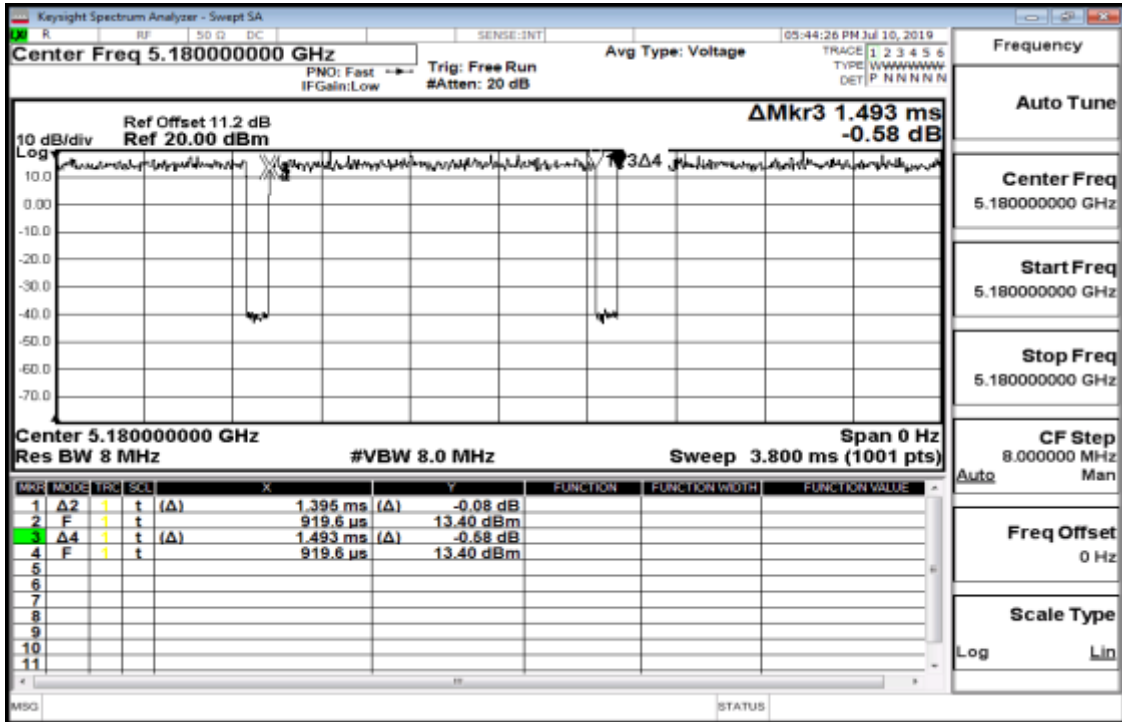 Keysight Spectrum Analyzer - Swept SA
LXI R RF 50 Ω DC SENSE:INT 05:44:26 PM Jul 10, 2019
Center Freq 5.180000000 GHz Avg Type: Voltage TRACE 1 2 3 4 5 6
PNO: Fast Trig: Free Run TYPE WWWWWWW
IFGain:Low #Atten: 20 dB DET P N N N N N
ΔMkr3 1.493 ms
Ref Offset 11.2 dB
10 dB/div Ref 20.00 dBm -0.58 dB
Log
3Δ4
10.0
0.00
-10.0
-20.0
-30.0
-40.0
-50.0
-60.0
-70.0
Center 5.180000000 GHz Span 0 Hz
Res BW 8 MHz #VBW 8.0 MHz Sweep 3.800 ms (1001 pts)
MKR MODE TRC SCL X Y FUNCTION FUNCTION WIDTH FUNCTION VALUE
1 Δ2 1 t (Δ) 1.395 ms (Δ) -0.08 dB
2 F 1 t 919.6 µs 13.40 dBm
3 Δ4 1 t (Δ) 1.493 ms (Δ) -0.58 dB
4 F 1 t 919.6 µs 13.40 dBm
5
6
7
8
9
10
11
MSG STATUS
Frequency
Auto Tune
Center Freq
5.180000000 GHz
Start Freq
5.180000000 GHz
Stop Freq
5.180000000 GHz
CF Step
8.000000 MHz
Auto Man
Freq Offset
0 Hz
Scale Type
Log Lin